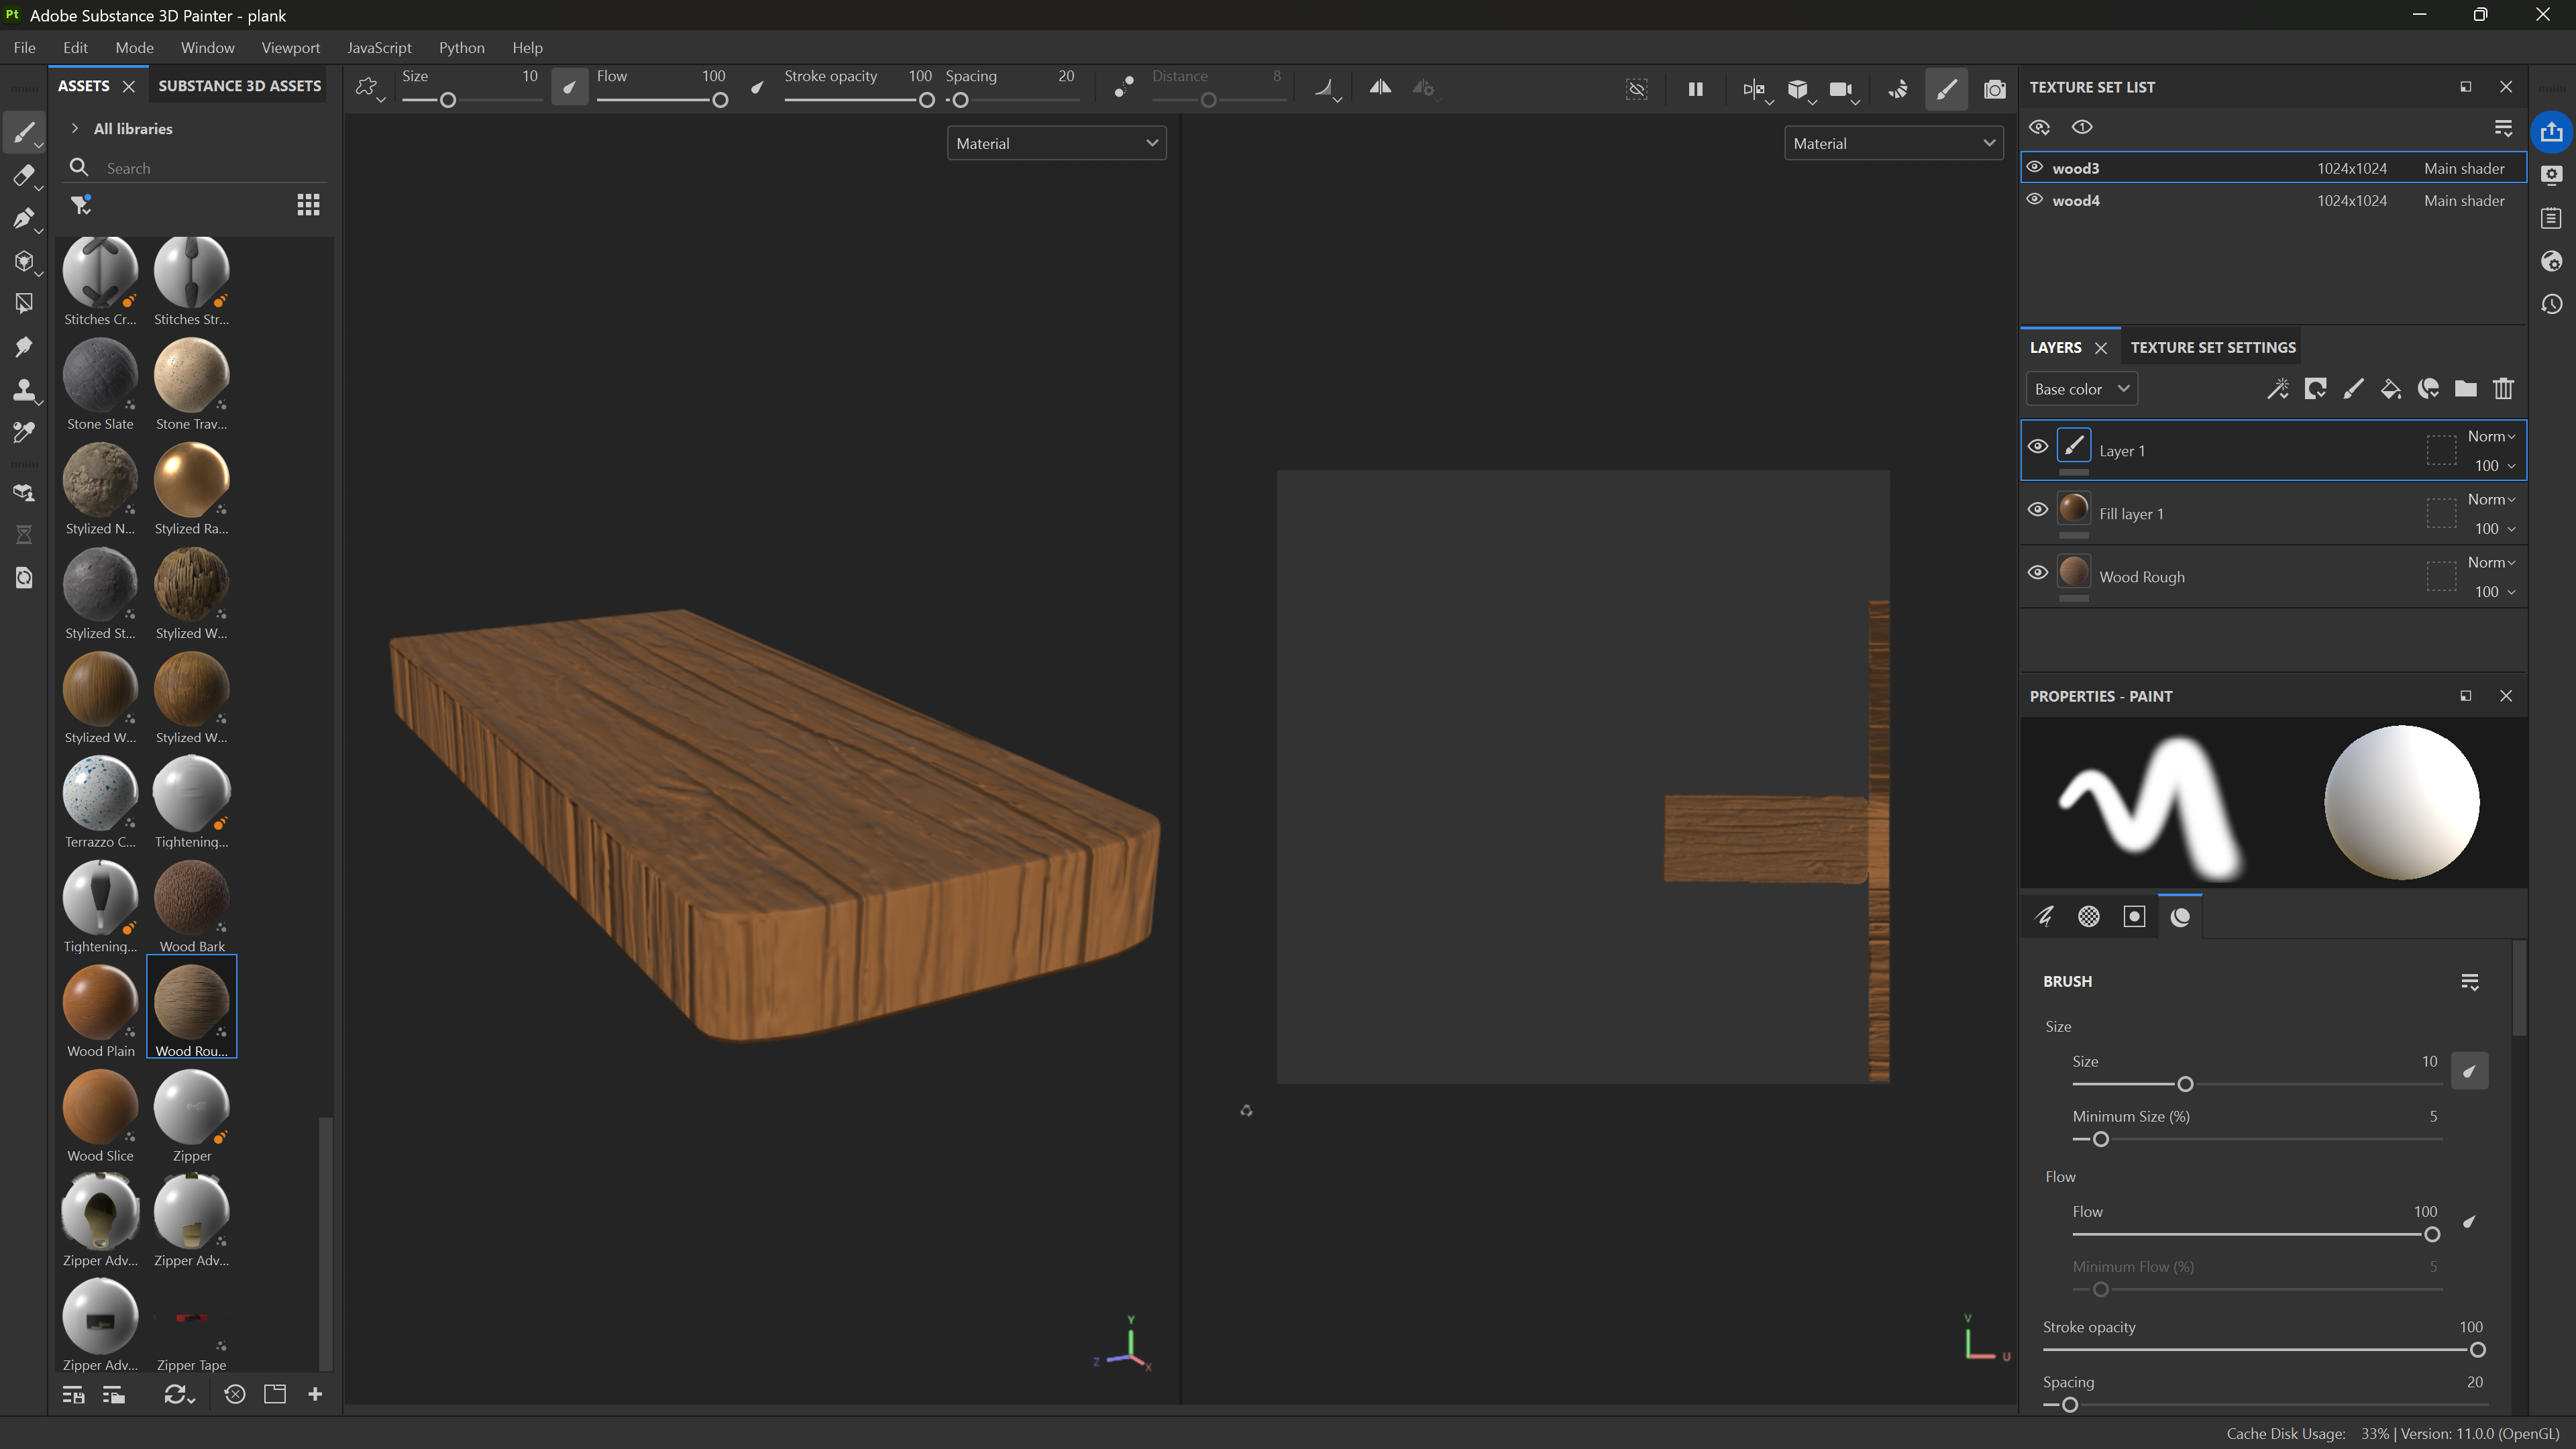 Pt Adobe Substance 3D Painter - plank
File Edit Mode Window Viewport JavaScript Python Help
ASSETS SUBSTANCE 3D ASSETS
Size 10 Flow 100 Stroke opacity 100 Spacing 20 Distance 8
All libraries
Search
Stitches Cr... Stitches Str...
Stone Slate Stone Trav...
Stylized N... Stylized Ra...
Stylized St... Stylized W...
Stylized W... Stylized W...
Terrazzo C... Tightening...
Tightening... Wood Bark
Wood Plain Wood Rou...
Wood Slice Zipper
Zipper Adv... Zipper Adv...
Zipper Adv... Zipper Tape
Material
Y
Z
X
Material
V
U
TEXTURE SET LIST
1
wood3 1024x1024 Main shader
wood4 1024x1024 Main shader
LAYERS TEXTURE SET SETTINGS
Base color
Layer 1 Norm
100
Fill layer 1 Norm
100
Wood Rough Norm
100
PROPERTIES - PAINT
BRUSH
Size
Size 10
Minimum Size (%) 5
Flow
Flow 100
Minimum Flow (%) 5
Stroke opacity 100
Spacing 20
Cache Disk Usage: 33% | Version: 11.0.0 (OpenGL)